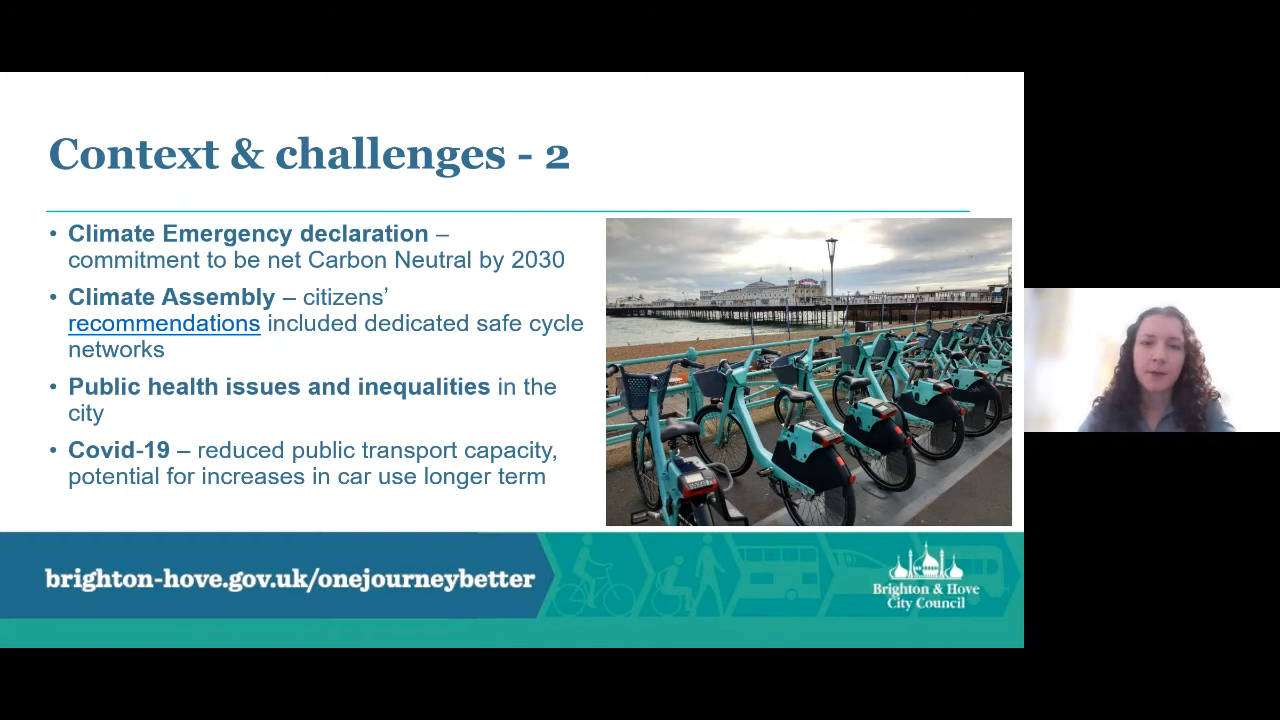 Context & challenges - 2
• Climate Emergency declaration –
commitment to be net Carbon Neutral by 2030
• Climate Assembly – citizens’
recommendations included dedicated safe cycle
networks
• Public health issues and inequalities in the
city
• Covid-19 – reduced public transport capacity,
potential for increases in car use longer term
brighton-hove.gov.uk/onejourneybetter
Brighton & Hove
City Council